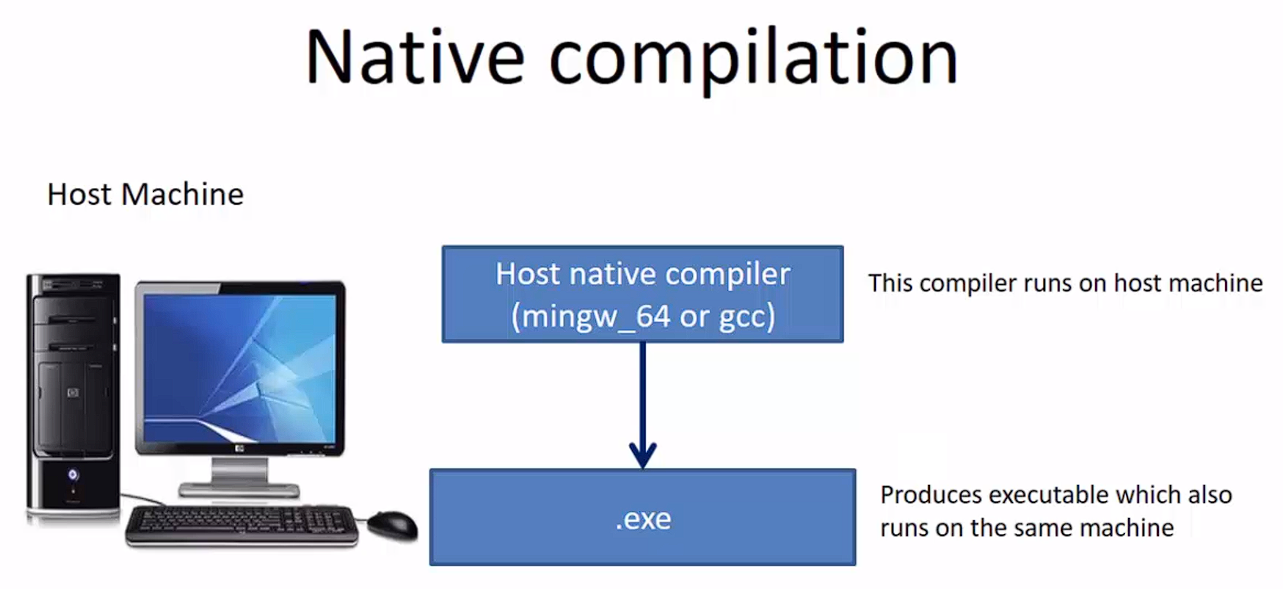 Native compilation
Host Machine
Host native compiler
(mingw_64 or gcc)
This compiler runs on host machine
.exe
Produces executable which also
runs on the same machine